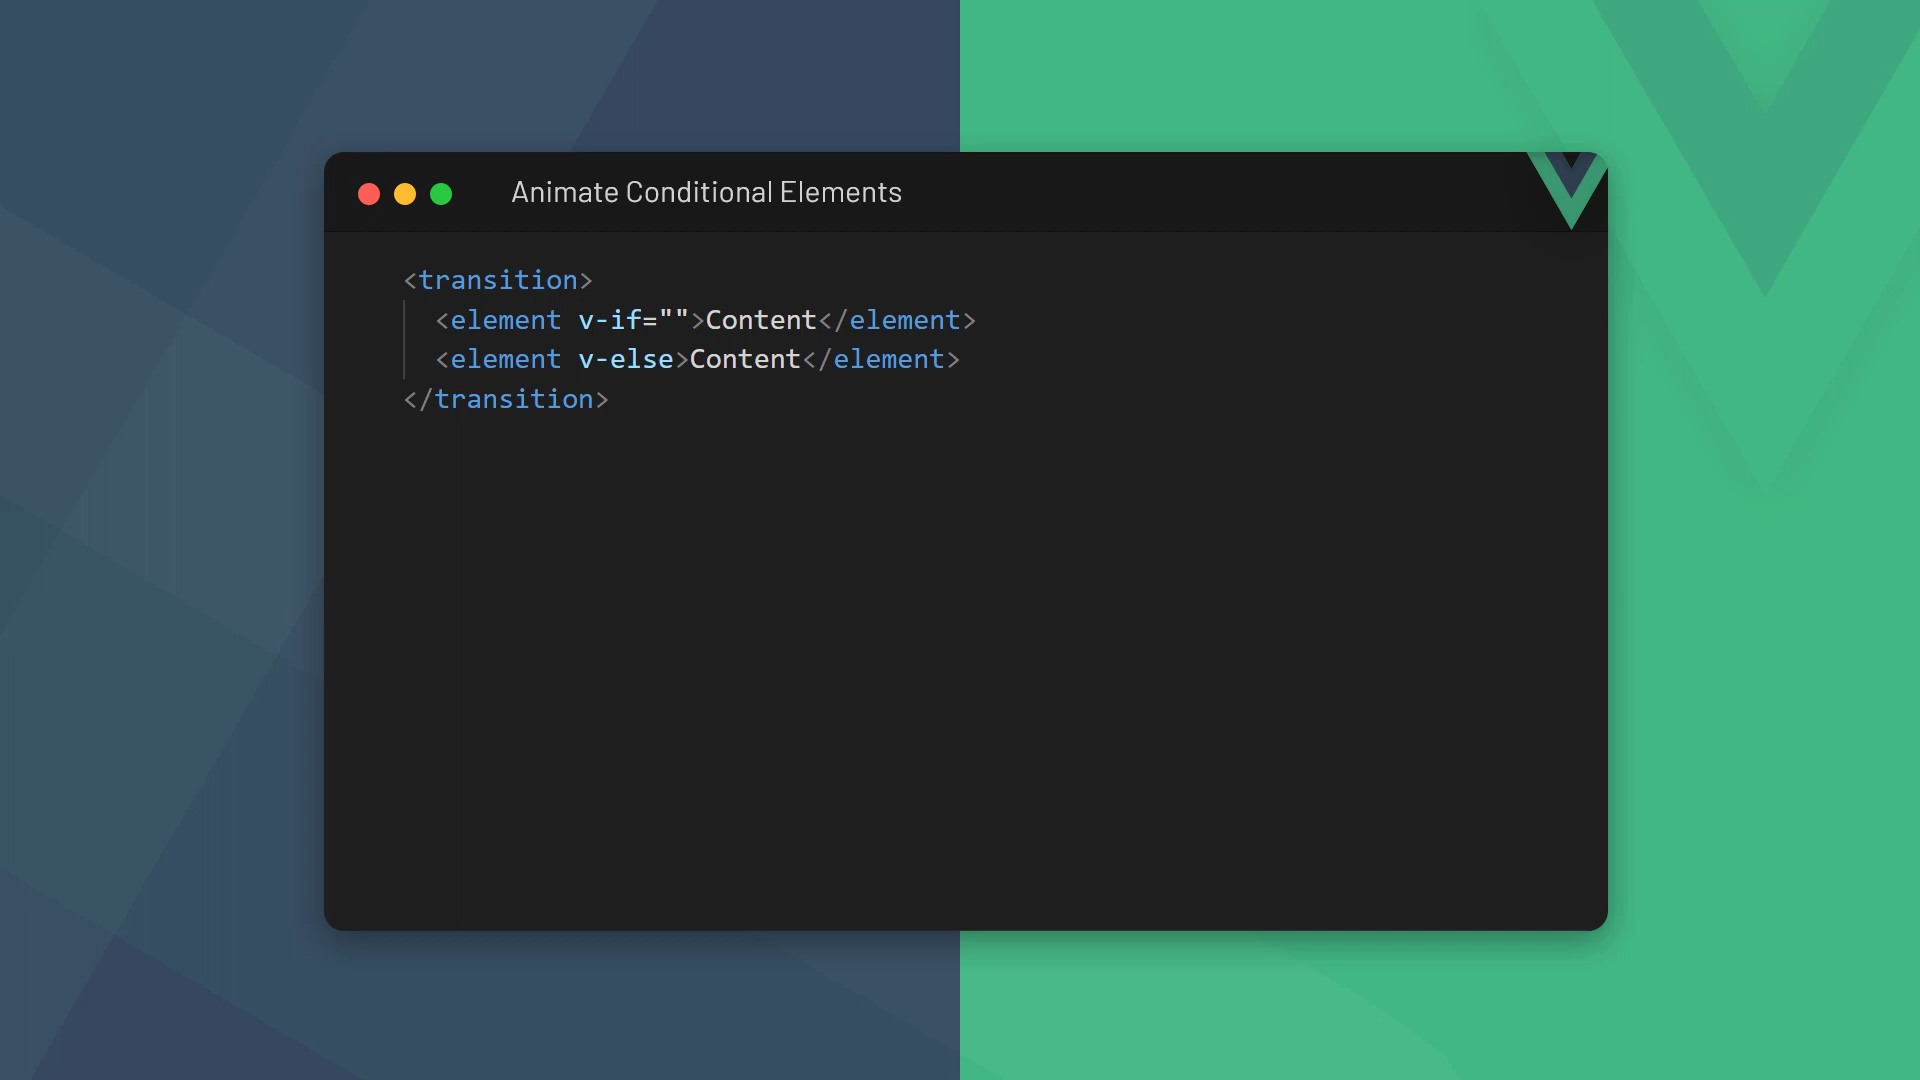 Animate Conditional Elements
<transition>
  <element v-if="">Content</element>
  <element v-else>Content</element>
</transition>